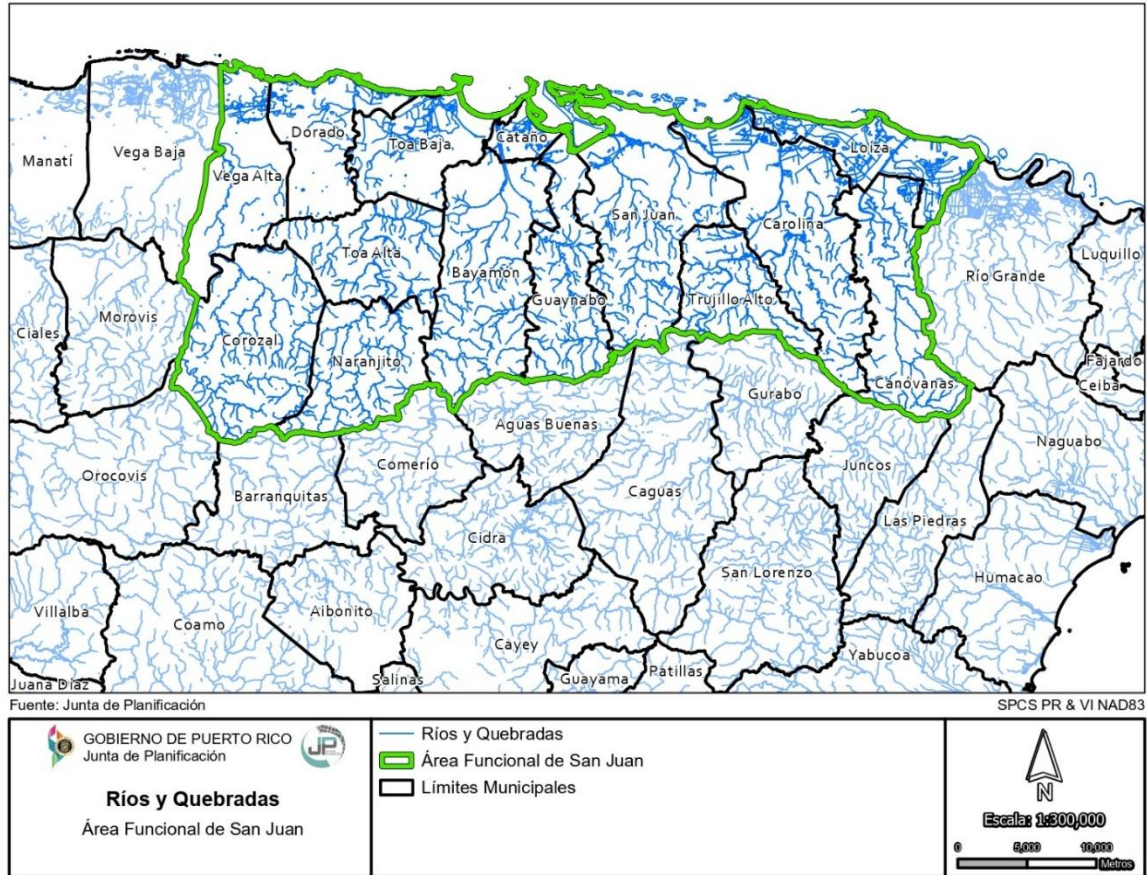 Manatí
Vega Baja
Vega Alta
Dorado
Toa Baja
Cataño
Loiza
San Juan
Carolina
Toa Alta
Bayamón
Guaynabo
Trujillo Alto
Río Grande
Luquillo
Ciales
Morovis
Corozal
Naranjito
Canovanas
Fajardo
Ceiba
Orocovis
Barranquitas
Comerío
Aguas Buenas
Gurabo
Naguabo
Caguas
Juncos
Las Piedras
Cidra
San Lorenzo
Humacao
Villalba
Coamo
Aibonito
Cayey
Yabucoa
Juana Díaz
Salinas
Guayama
Patillas
Fuente: Junta de Planificación
SPCS PR & VI NAD83
GOBIERNO DE PUERTO RICO
Junta de Planificación
JP
Ríos y Quebradas
Área Funcional de San Juan
Ríos y Quebradas
Área Funcional de San Juan
Límites Municipales
N
Escala: 1:300,000
0 5,000 10,000
Metros